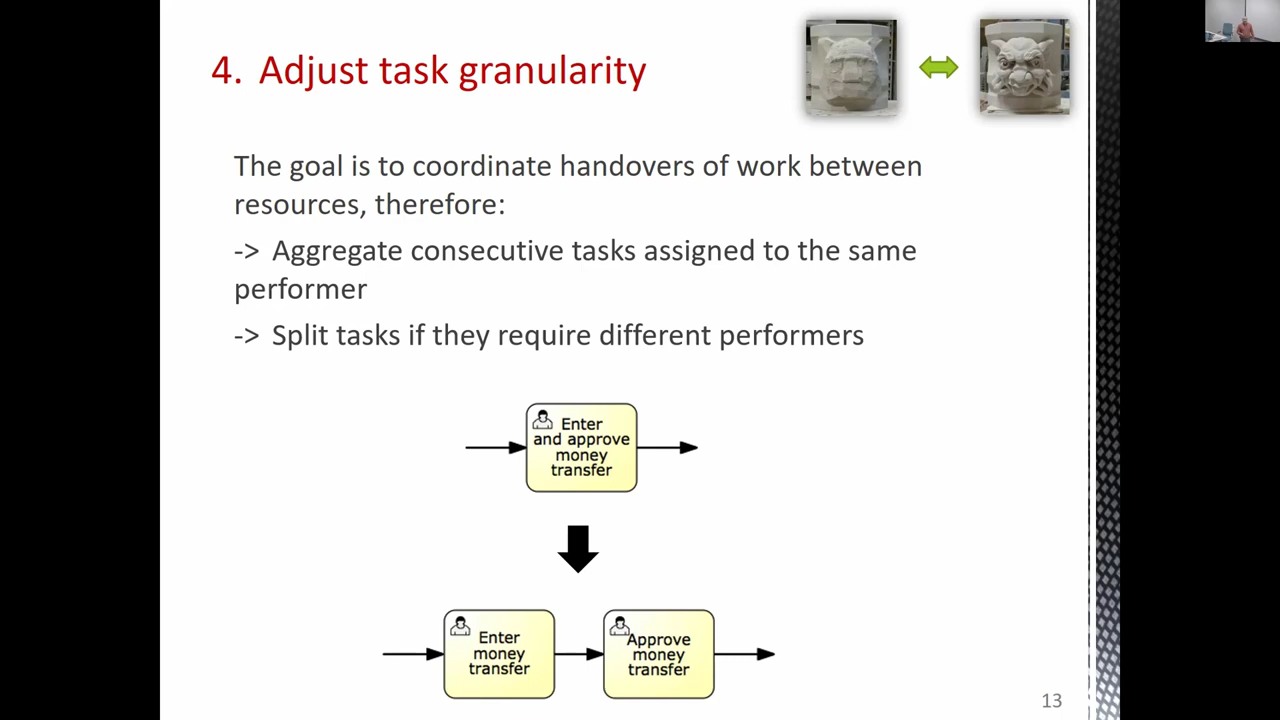 4. Adjust task granularity
The goal is to coordinate handovers of work between
resources, therefore:
-> Aggregate consecutive tasks assigned to the same
performer
-> Split tasks if they require different performers
Enter
and approve
money
transfer
Enter
money
transfer
Approve
money
transfer
13